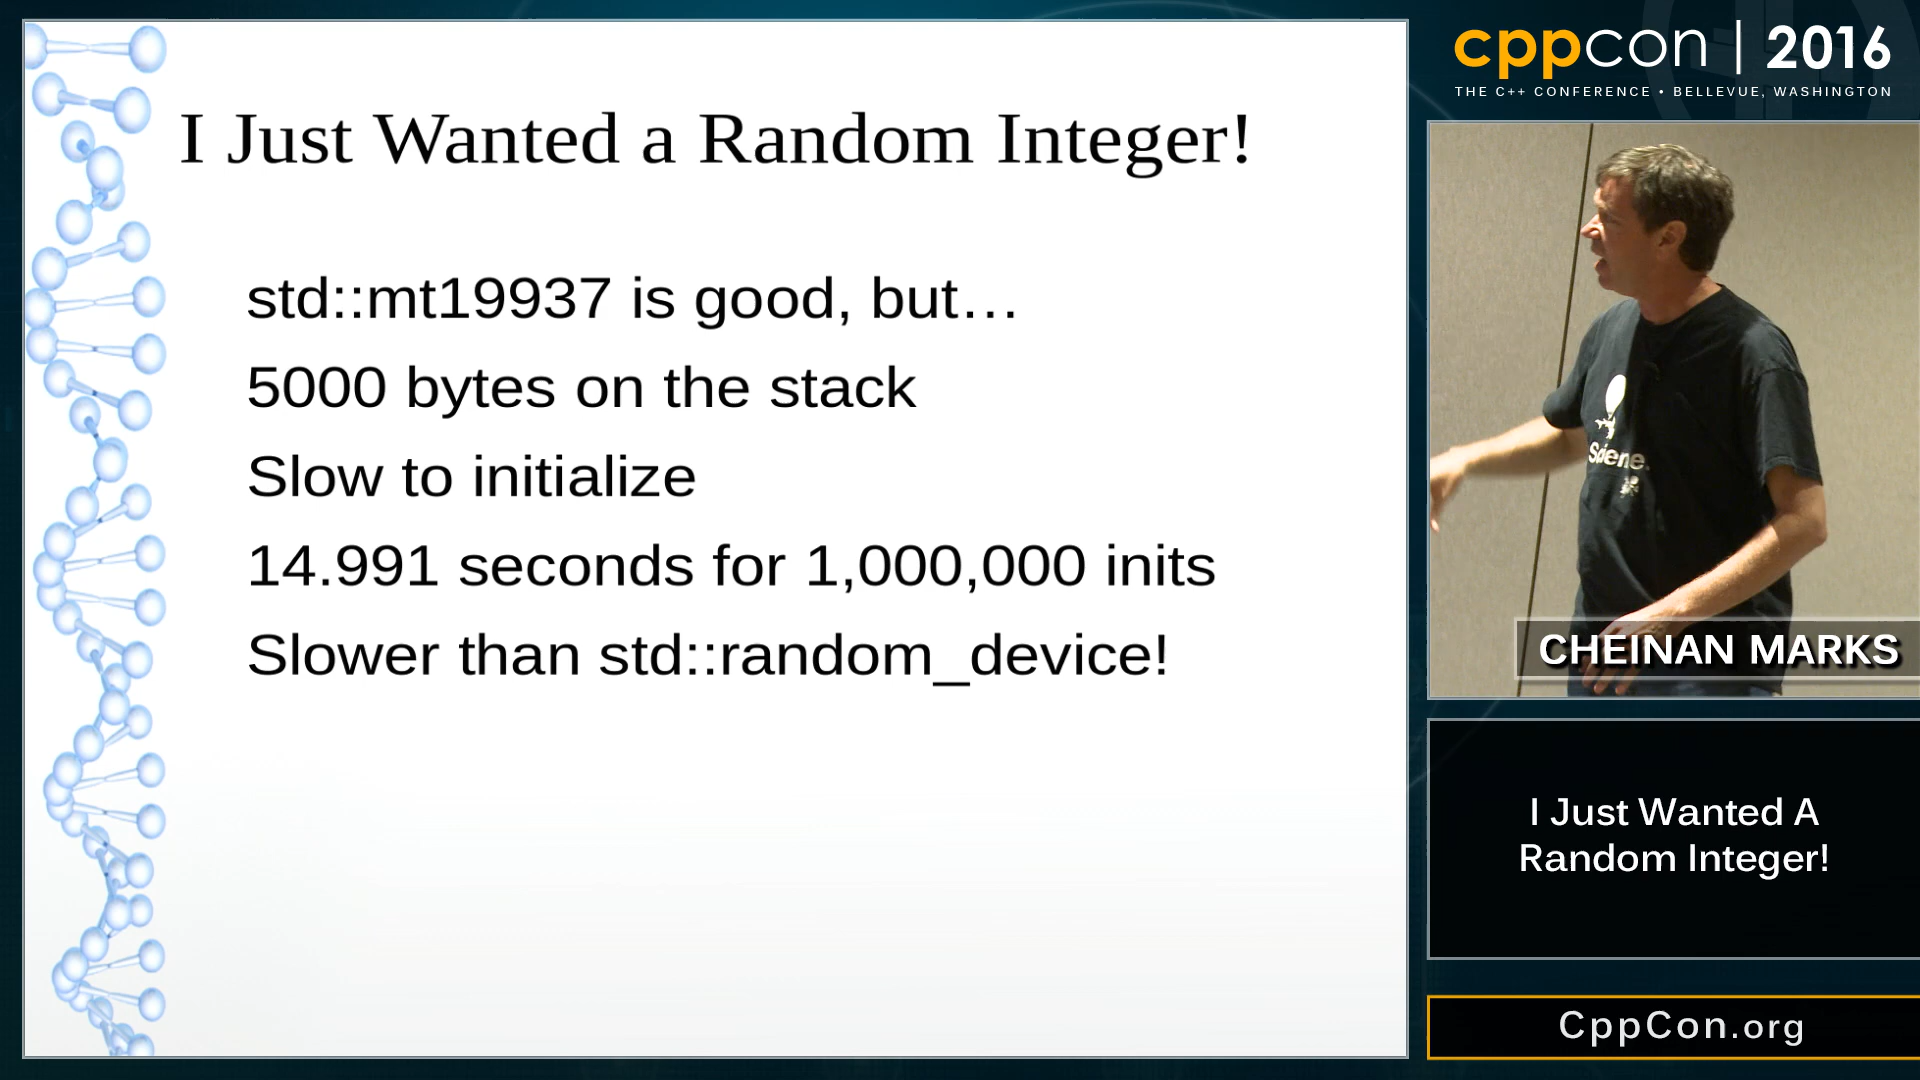 I Just Wanted a Random Integer!
std::mt19937 is good, but…
5000 bytes on the stack
Slow to initialize
14.991 seconds for 1,000,000 inits
Slower than std::random_device!
cppcon | 2016
THE C++ CONFERENCE • BELLEVUE, WASHINGTON
Science.
CHEINAN MARKS
I Just Wanted A
Random Integer!
CppCon.org